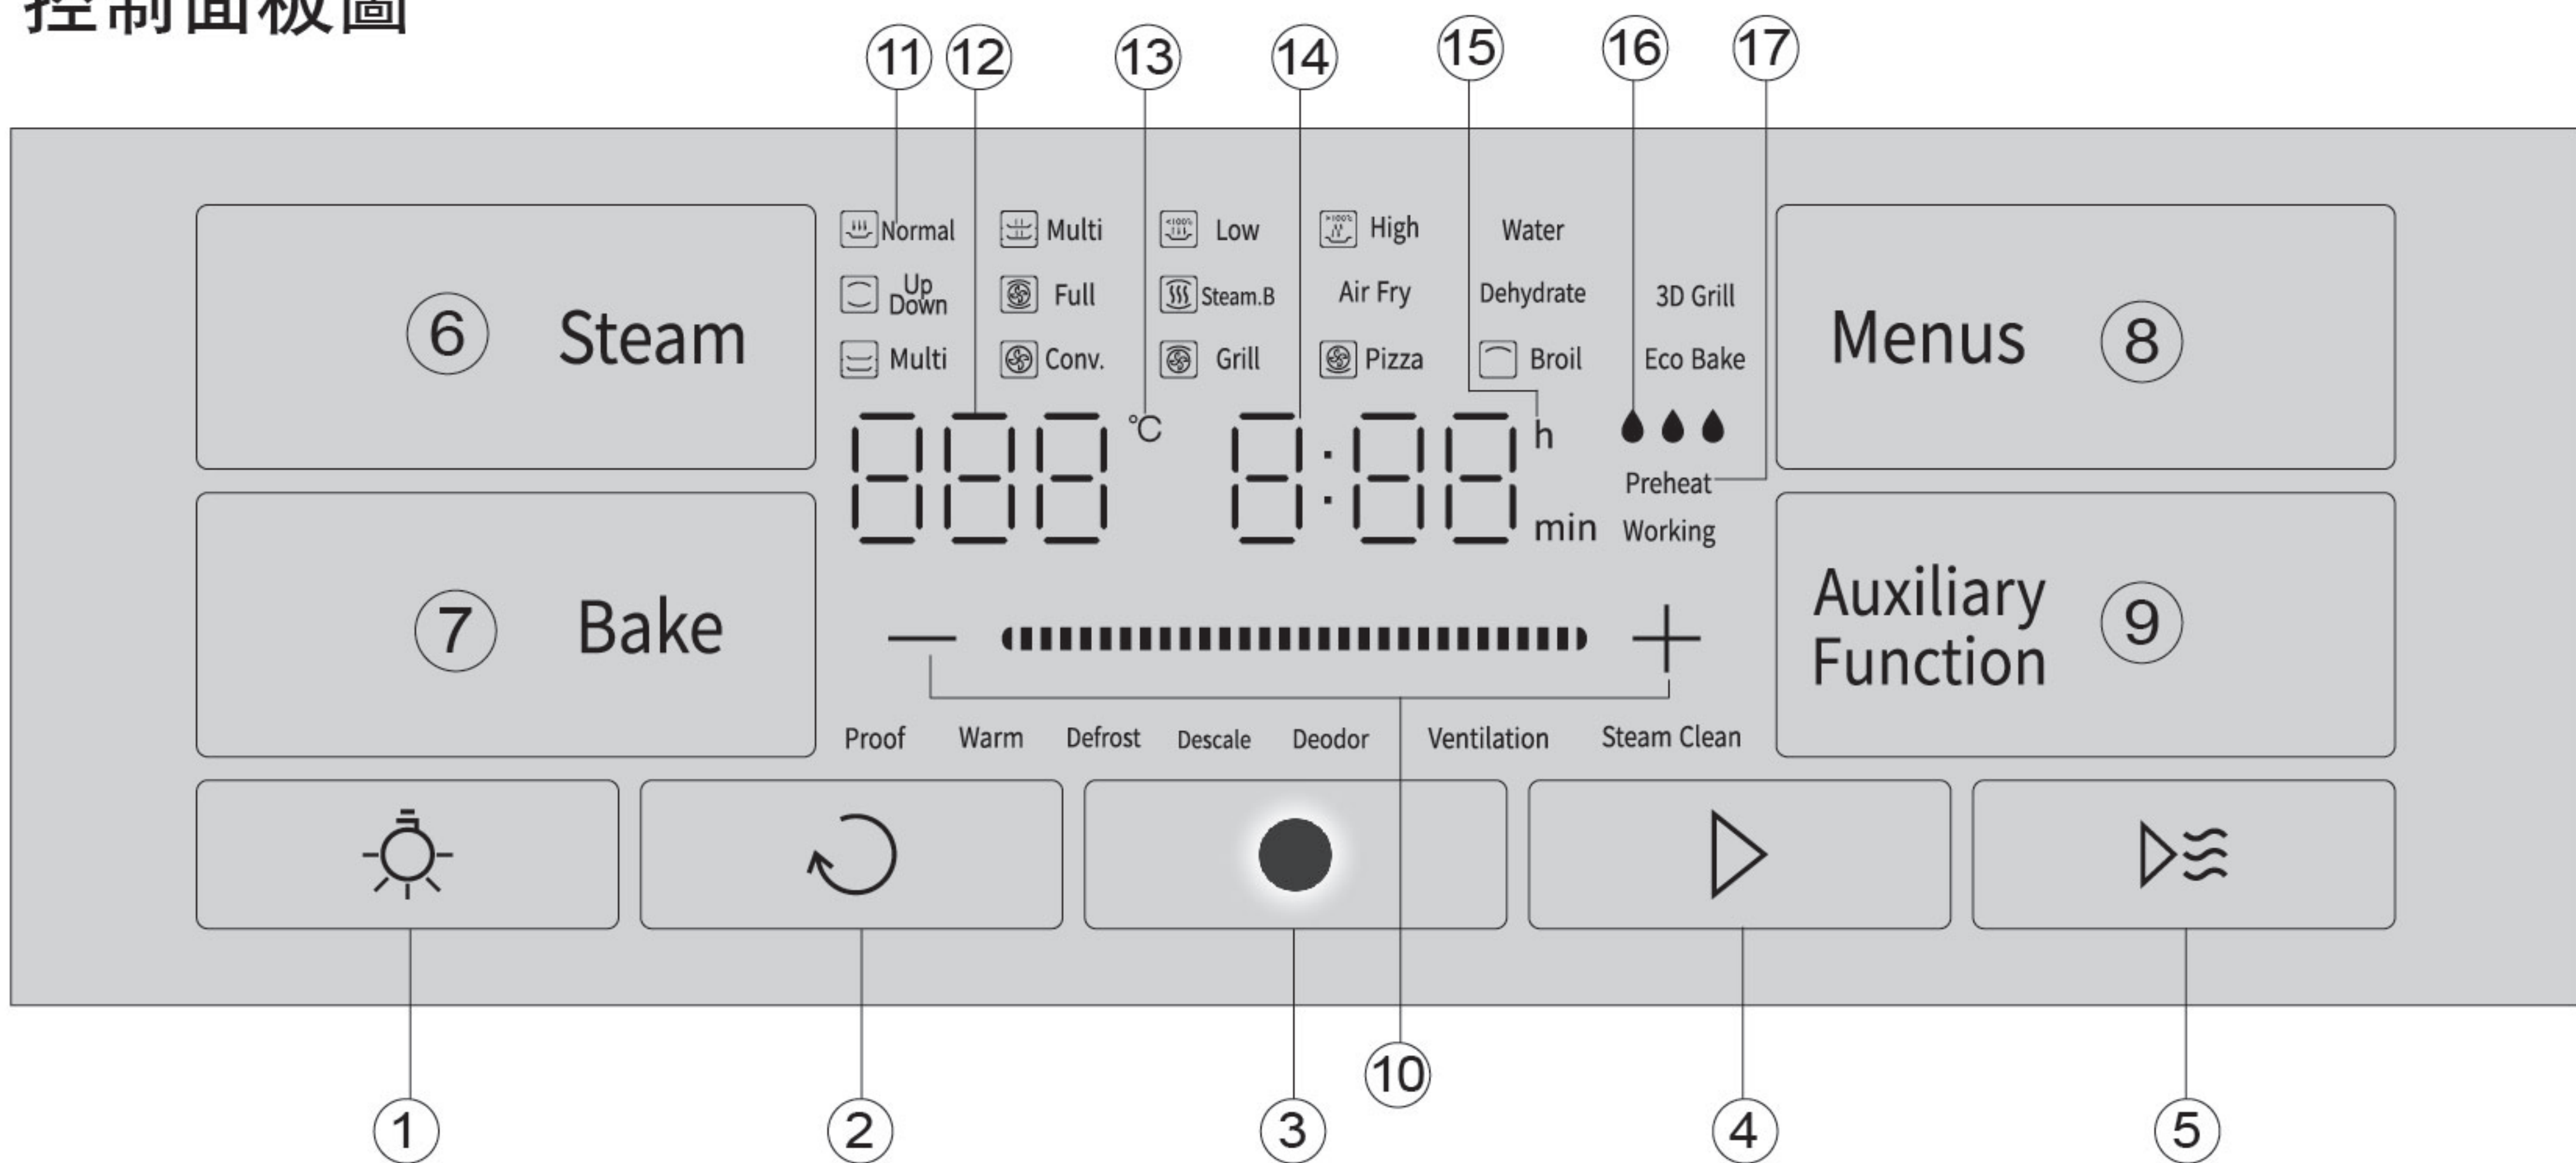 控制面板圖
11 12 13 14 15 16 17
Normal Multi Low High Water
Up Down Full Steam.B Air Fry Dehydrate 3D Grill
Multi Conv. Grill Pizza Broil Eco Bake
6 Steam
Menus 8
888 ℃ 8:88 h
min
Preheat
Working
7 Bake
Auxiliary
Function 9
— +
Proof Warm Defrost Descale Deodor Ventilation Steam Clean
10
1 2 3 4 5